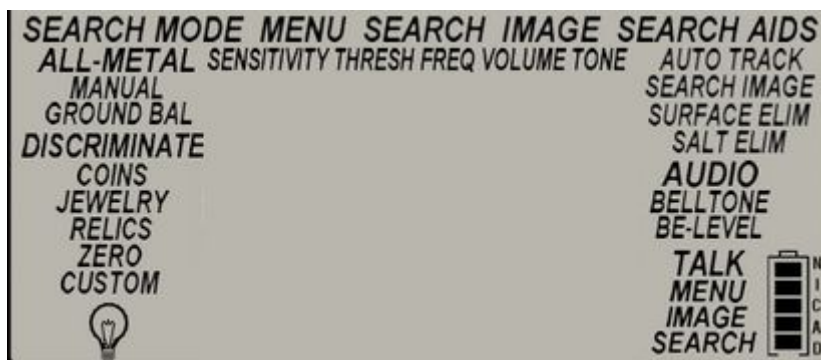 SEARCH MODE MENU SEARCH IMAGE SEARCH AIDS
ALL-METAL SENSITIVITY THRESH FREQ VOLUME TONE AUTO TRACK
MANUAL SEARCH IMAGE
GROUND BAL SURFACE ELIM
DISCRIMINATE SALT ELIM
COINS AUDIO
JEWELRY BELLTONE
RELICS BE-LEVEL
ZERO TALK
CUSTOM MENU
IMAGE
SEARCH
NICAD